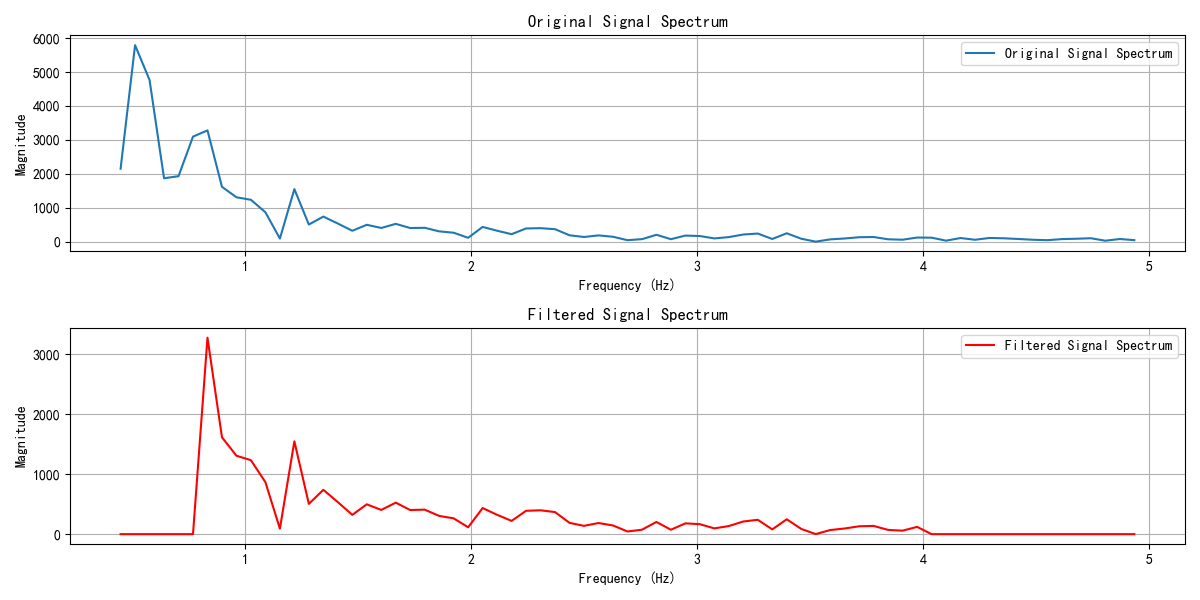 Original Signal Spectrum
6000
5000
4000
3000
2000
1000
0
Magnitude
Original Signal Spectrum
1 2 3 4 5
Frequency (Hz)
Filtered Signal Spectrum
3000
2000
1000
0
Magnitude
Filtered Signal Spectrum
1 2 3 4 5
Frequency (Hz)